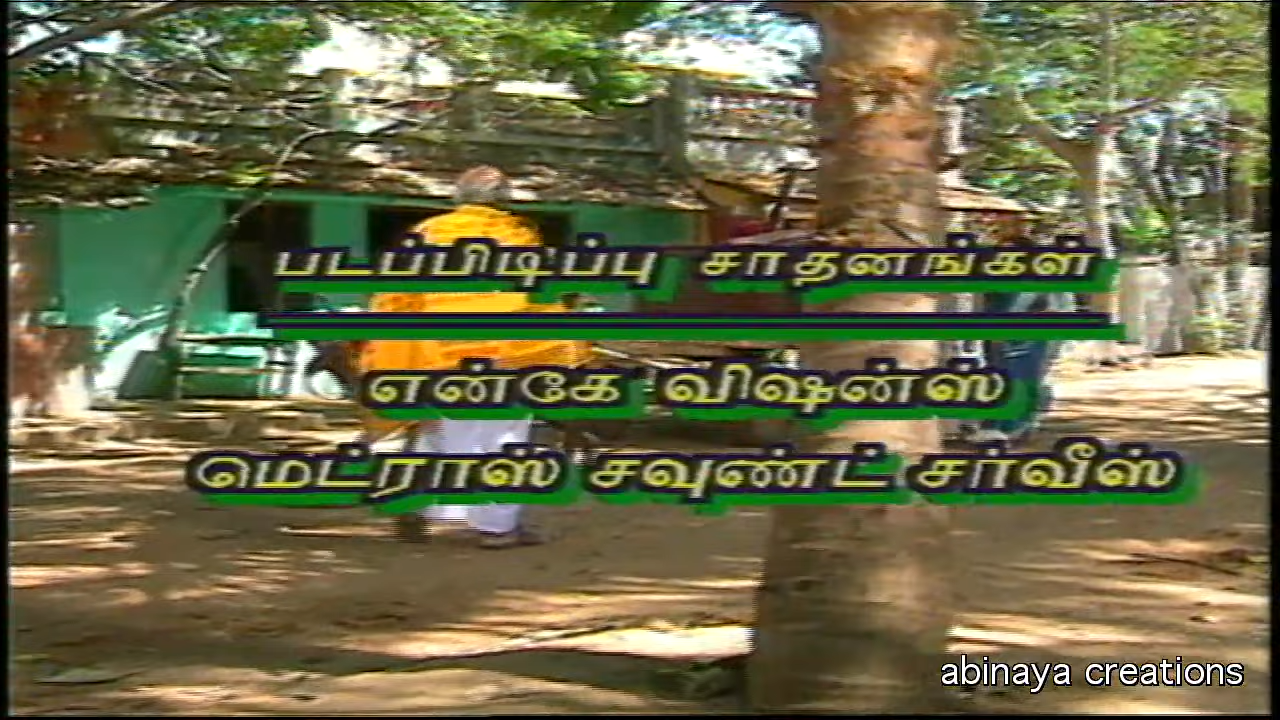 படப்பிடிப்பு சாதனங்கள்
என்கே விஷன்ஸ்
மெட்ராஸ் சவுண்ட் சர்வீஸ்
abinaya creations